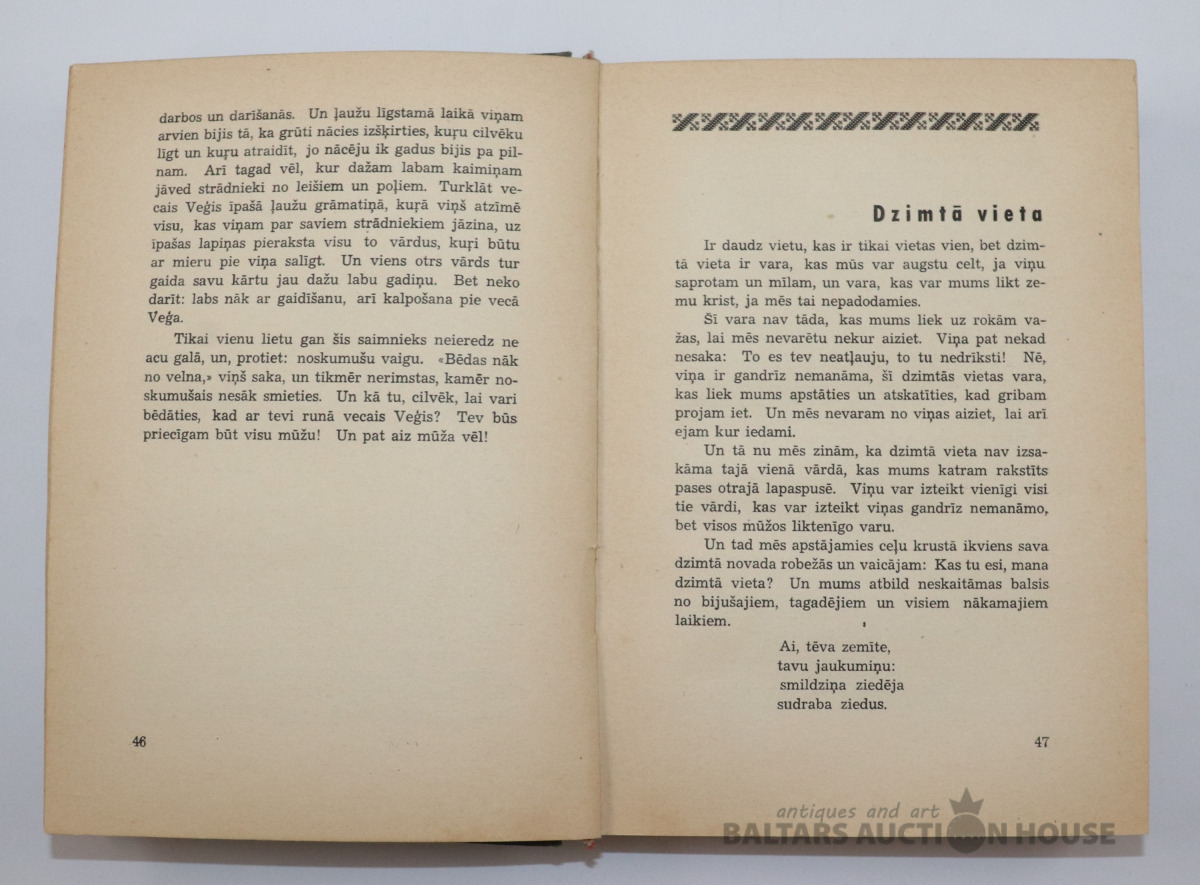 darbos un darīšanās. Un ļaužu līgstamā laikā viņam
arvien bijis tā, ka grūti nācies izšķirties, kuŗu cilvēku
līgt un kuŗu atraidīt, jo nācēju ik gadus bijis pa pil-
nam. Arī tagad vēl, kur dažam labam kaimiņam
jāved strādnieki no leišiem un poļiem. Turklāt ve-
cais Veģis īpašā ļaužu grāmatiņā, kuŗā viņš atzīmē
visu, kas viņam par saviem strādniekiem jāzina, uz
īpašas lapiņas pieraksta visu to vārdus, kuŗi būtu
ar mieru pie viņa salīgt. Un viens otrs vārds tur
gaida savu kārtu jau dažu labu gadiņu. Bet neko
darīt: labs nāk ar gaidīšanu, arī kalpošana pie vecā
Veģa.
Tikai vienu lietu gan šis saimnieks neieredz ne
acu galā, un, protiet: noskumušu vaigu. «Bēdas nāk
no velna,» viņš saka, un tikmēr nerimstas, kamēr no-
skumušais nesāk smieties. Un kā tu, cilvēk, lai vari
bēdāties, kad ar tevi runā vecais Veģis? Tev būs
priecīgam būt visu mūžu! Un pat aiz mūža vēl!
46
Dzimtā vieta
Ir daudz vietu, kas ir tikai vietas vien, bet dzim-
tā vieta ir vara, kas mūs var augstu celt, ja viņu
saprotam un mīlam, un vara, kas var mums likt ze-
mu krist, ja mēs tai nepadodamies.
Šī vara nav tāda, kas mums liek uz rokām va-
žas, lai mēs nevarētu nekur aiziet. Viņa pat nekad
nesaka: To es tev neatļauju, to tu nedrīksti! Nē,
viņa ir gandrīz nemanāma, šī dzimtās vietas vara,
kas liek mums apstāties un atskatīties, kad gribam
projam iet. Un mēs nevaram no viņas aiziet, lai arī
ejam kur iedami.
Un tā nu mēs zinām, ka dzimtā vieta nav izsa-
kāma tajā vienā vārdā, kas mums katram rakstīts
pases otrajā lapaspusē. Viņu var izteikt vienīgi visi
tie vārdi, kas var izteikt viņas gandrīz nemanāmo,
bet visos mūžos liktenīgo varu.
Un tad mēs apstājamies ceļu krustā ikviens sava
dzimtā novada robežās un vaicājam: Kas tu esi, mana
dzimtā vieta? Un mums atbild neskaitāmas balsis
no bijušajiem, tagadējiem un visiem nākamajiem
laikiem.
Ai, tēva zemīte,
tavu jaukumiņu:
smildziņa ziedēja
sudraba ziedus.
47
antiques and art
BALTARS AUCTION HOUSE